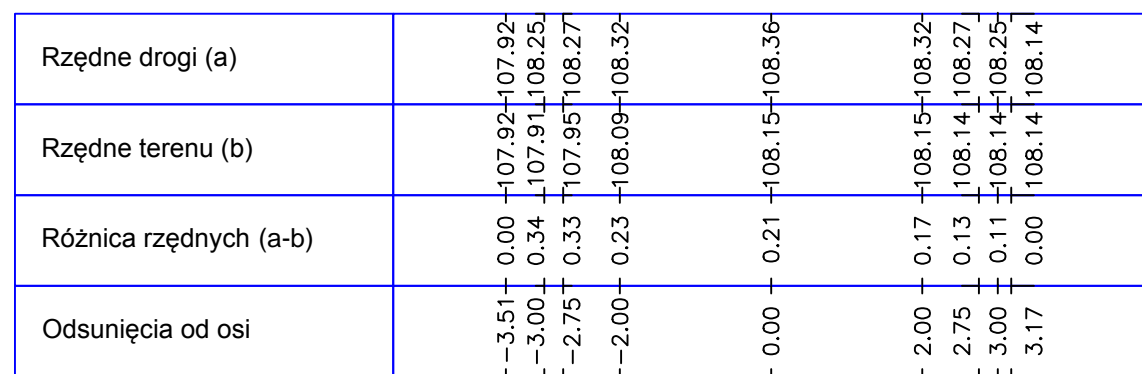 Rzędne drogi (a) 107.92 108.25 108.27 108.32 108.36 108.32 108.27 108.25 108.14
Rzędne terenu (b) 107.92 107.91 107.95 108.09 108.15 108.15 108.14 108.14 108.14
Różnica rzędnych (a-b) 0.00 0.34 0.33 0.23 0.21 0.17 0.13 0.11 0.00
Odsunięcia od osi -3.51 -3.00 -2.75 -2.00 0.00 2.00 2.75 3.00 3.17